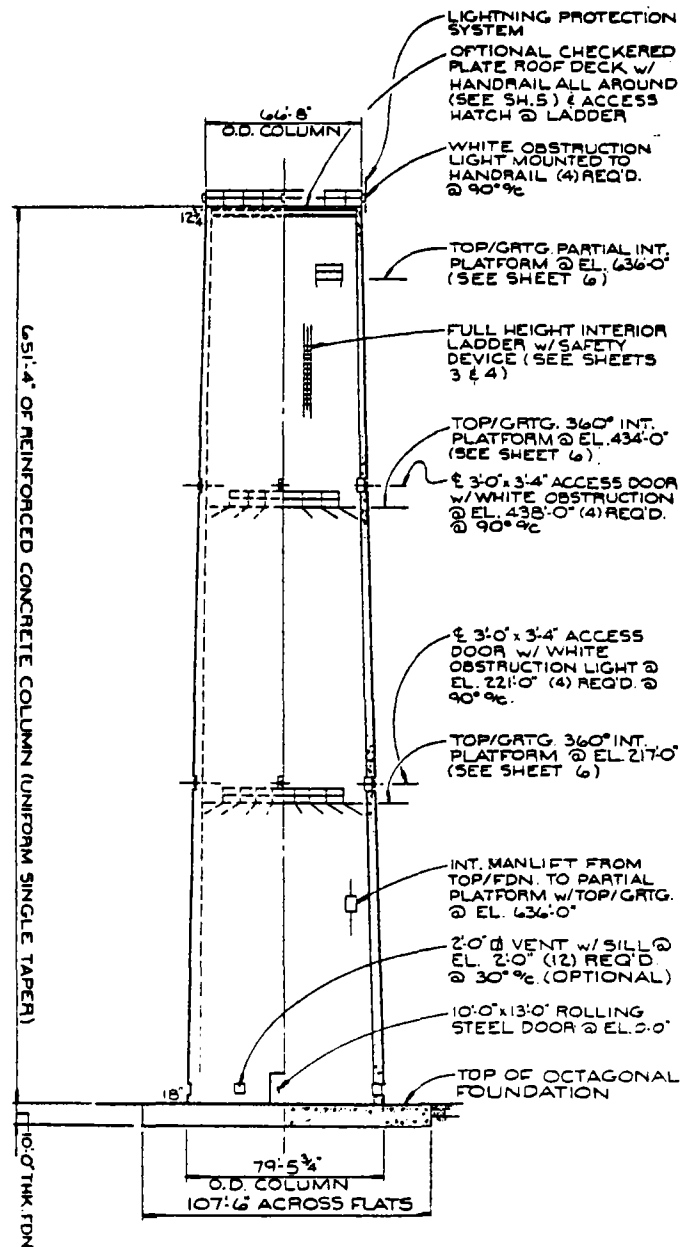 LIGHTNING PROTECTION
SYSTEM
OPTIONAL CHECKERED
PLATE ROOF DECK w/
HANDRAIL ALL AROUND
(SEE SH.5) & ACCESS
HATCH @ LADDER
66'-8"
O.D. COLUMN
WHITE OBSTRUCTION
LIGHT MOUNTED TO
HANDRAIL (4) REQ'D.
@ 90° o/c
12¼
TOP/GRTG. PARTIAL INT.
PLATFORM @ EL. 636'-0"
(SEE SHEET 6)
FULL HEIGHT INTERIOR
LADDER w/SAFETY
DEVICE (SEE SHEETS
3 & 4)
651'-4" OF REINFORCED CONCRETE COLUMN (UNIFORM SINGLE TAPER)
TOP/GRTG. 360° INT.
PLATFORM @ EL. 434'-0"
(SEE SHEET 6)
℄ 3'-0" x 3'-4" ACCESS DOOR
w/WHITE OBSTRUCTION
@ EL. 438'-0" (4) REQ'D.
@ 90° o/c
℄ 3'-0" x 3'-4" ACCESS
DOOR w/ WHITE
OBSTRUCTION LIGHT @
EL. 221'-0" (4) REQ'D. @
90° o/c.
TOP/GRTG. 360° INT.
PLATFORM @ EL. 217'-0"
(SEE SHEET 6)
INT. MANLIFT FROM
TOP/FDN. TO PARTIAL
PLATFORM w/TOP/GRTG.
@ EL. 636'-0"
2'-0" ⌀ VENT w/ SILL @
EL. 2'-0" (12) REQ'D.
@ 30° o/c. (OPTIONAL)
10'-0" x 13'-0" ROLLING
STEEL DOOR @ EL.
TOP OF OCTAGONAL
FOUNDATION
18"
10'-0" THK. FDN
79'-5¾"
O.D. COLUMN
107'-6" ACROSS FLATS